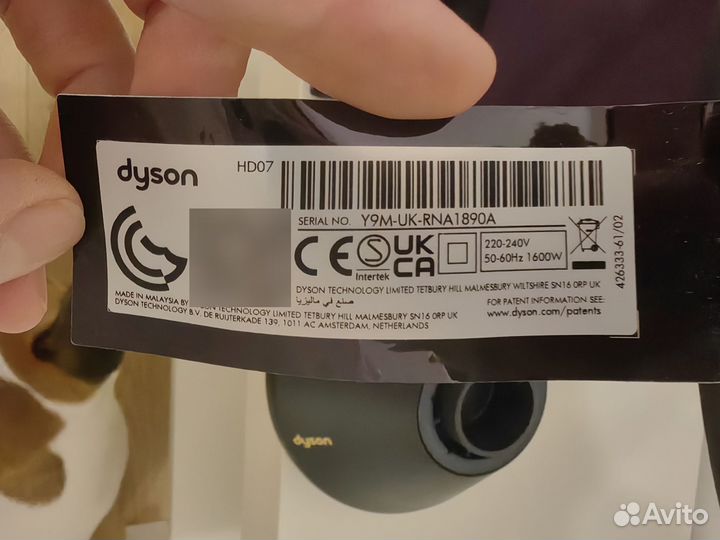 dyson
HD07
SERIAL NO. Y9M-UK-RNA1890A
CE S UK CA
Intertek
220-240V
50-60Hz 1600W
426333-61/02
DYSON TECHNOLOGY LIMITED TETBURY HILL MALMESBURY WILTSHIRE SN16 0RP UK
صنع في ماليزيا
FOR PATENT INFORMATION SEE:
www.dyson.com/patents
MADE IN MALAYSIA BY
TECHNOLOGY LIMITED TETBURY HILL MALMESBURY SN16 0RP UK
DYSON TECHNOLOGY B.V. DE RUIJTERKADE 139, 1011 AC AMSTERDAM, NETHERLANDS
dyson
Avito